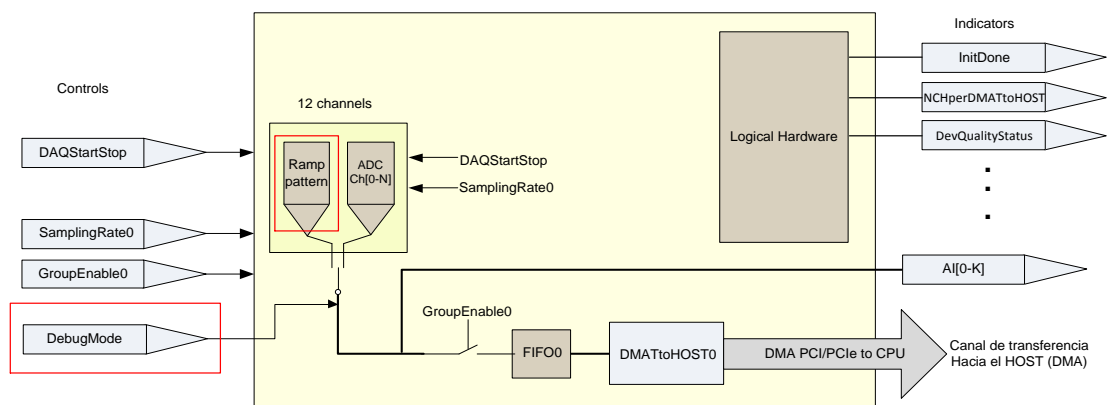 Indicators
InitDone
Controls
NCHperDMATtoHOST
12 channels
Logical Hardware
DevQualityStatus
DAQStartStop
DAQStartStop
Ramp
pattern
ADC
Ch[0-N]
SamplingRate0
SamplingRate0
GroupEnable0
AI[0-K]
GroupEnable0
DebugMode
FIFO0
DMATtoHOST0
DMA PCI/PCIe to CPU
Canal de transferencia
Hacia el HOST (DMA)